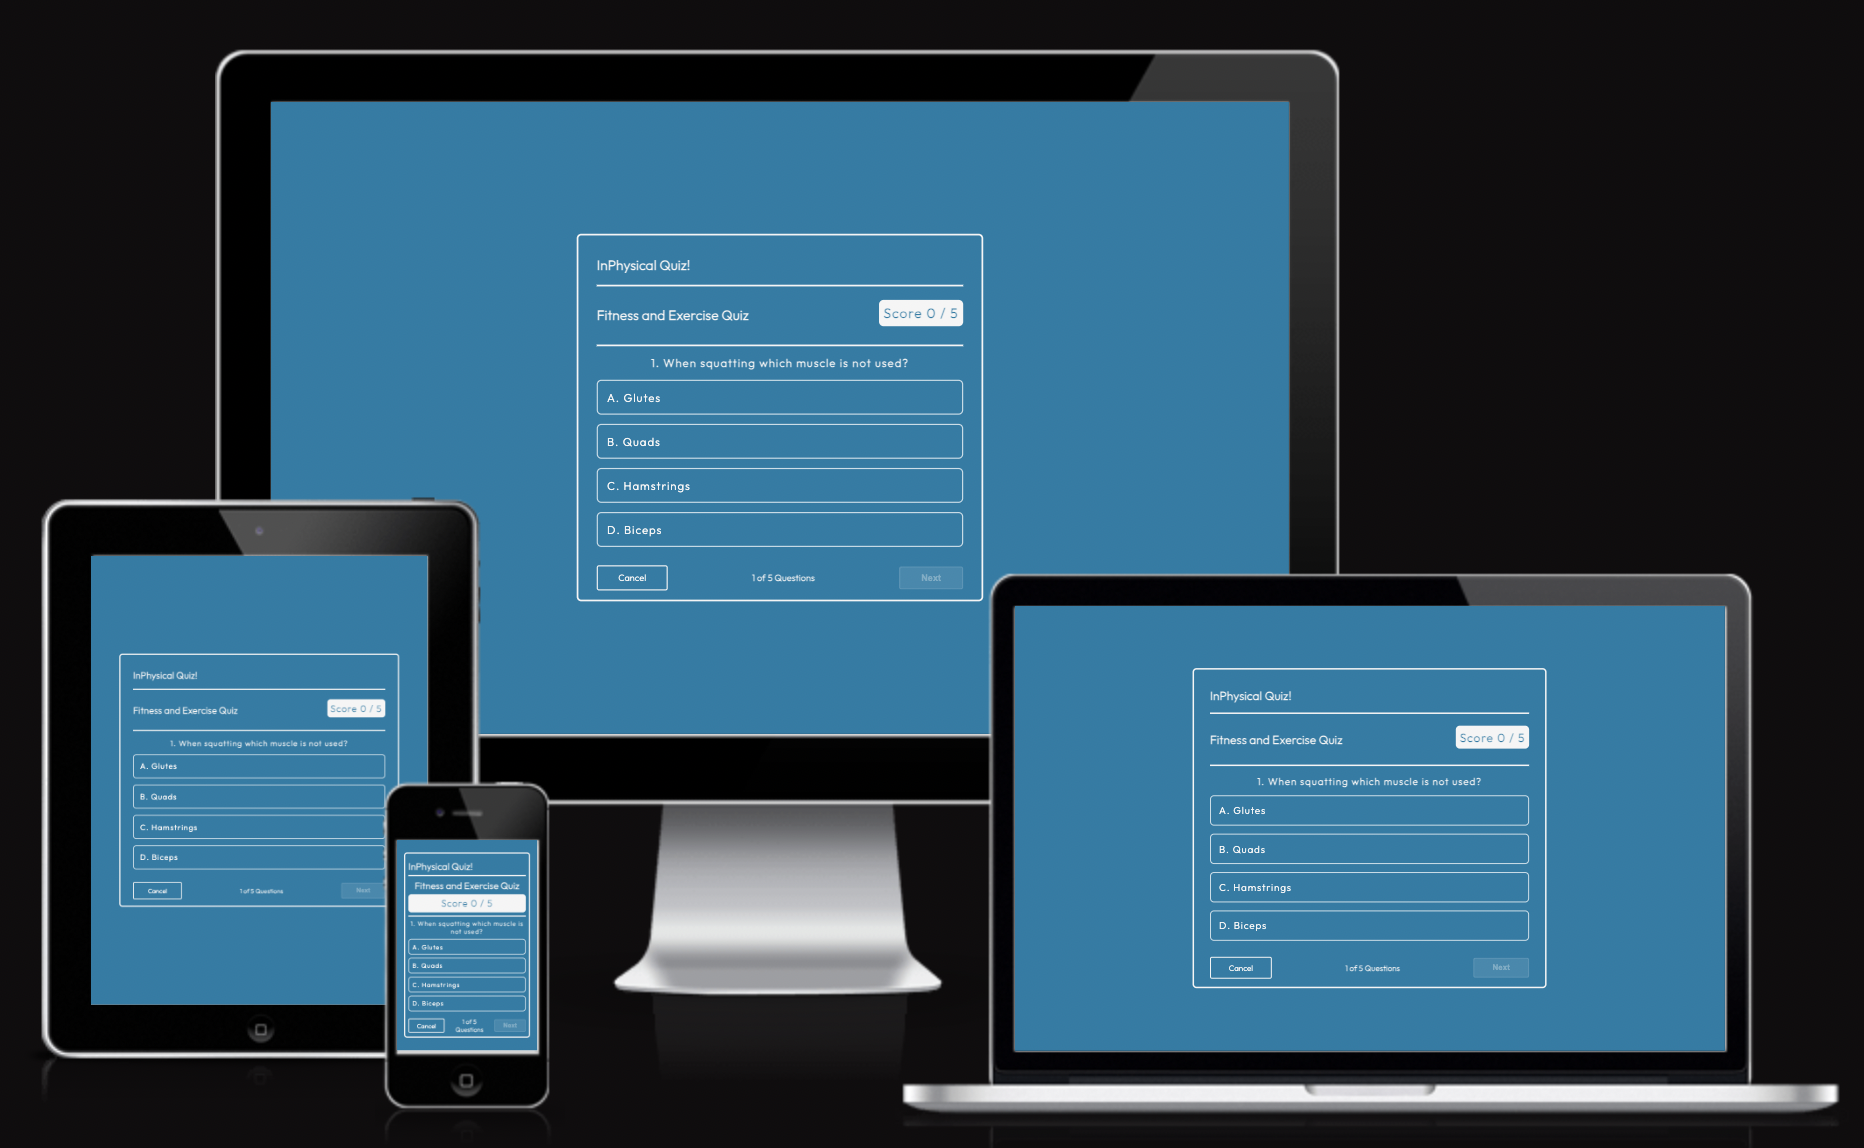 InPhysical Quiz!
Fitness and Exercise Quiz
Score 0 / 5
1. When squatting which muscle is not used?
A. Glutes
B. Quads
C. Hamstrings
D. Biceps
Cancel
1 of 5 Questions
Next
InPhysical Quiz!
Fitness and Exercise Quiz
Score 0 / 5
1. When squatting which muscle is not used?
A. Glutes
B. Quads
C. Hamstrings
D. Biceps
Cancel
1 of 5 Questions
Next
InPhysical Quiz!
Fitness and Exercise Quiz
Score 0 / 5
1. When squatting which muscle is
not used?
A. Glutes
B. Quads
C. Hamstrings
D. Biceps
Cancel
1 of 5
Questions
Next
InPhysical Quiz!
Fitness and Exercise Quiz
Score 0 / 5
1. When squatting which muscle is not used?
A. Glutes
B. Quads
C. Hamstrings
D. Biceps
Cancel
1 of 5 Questions
Next